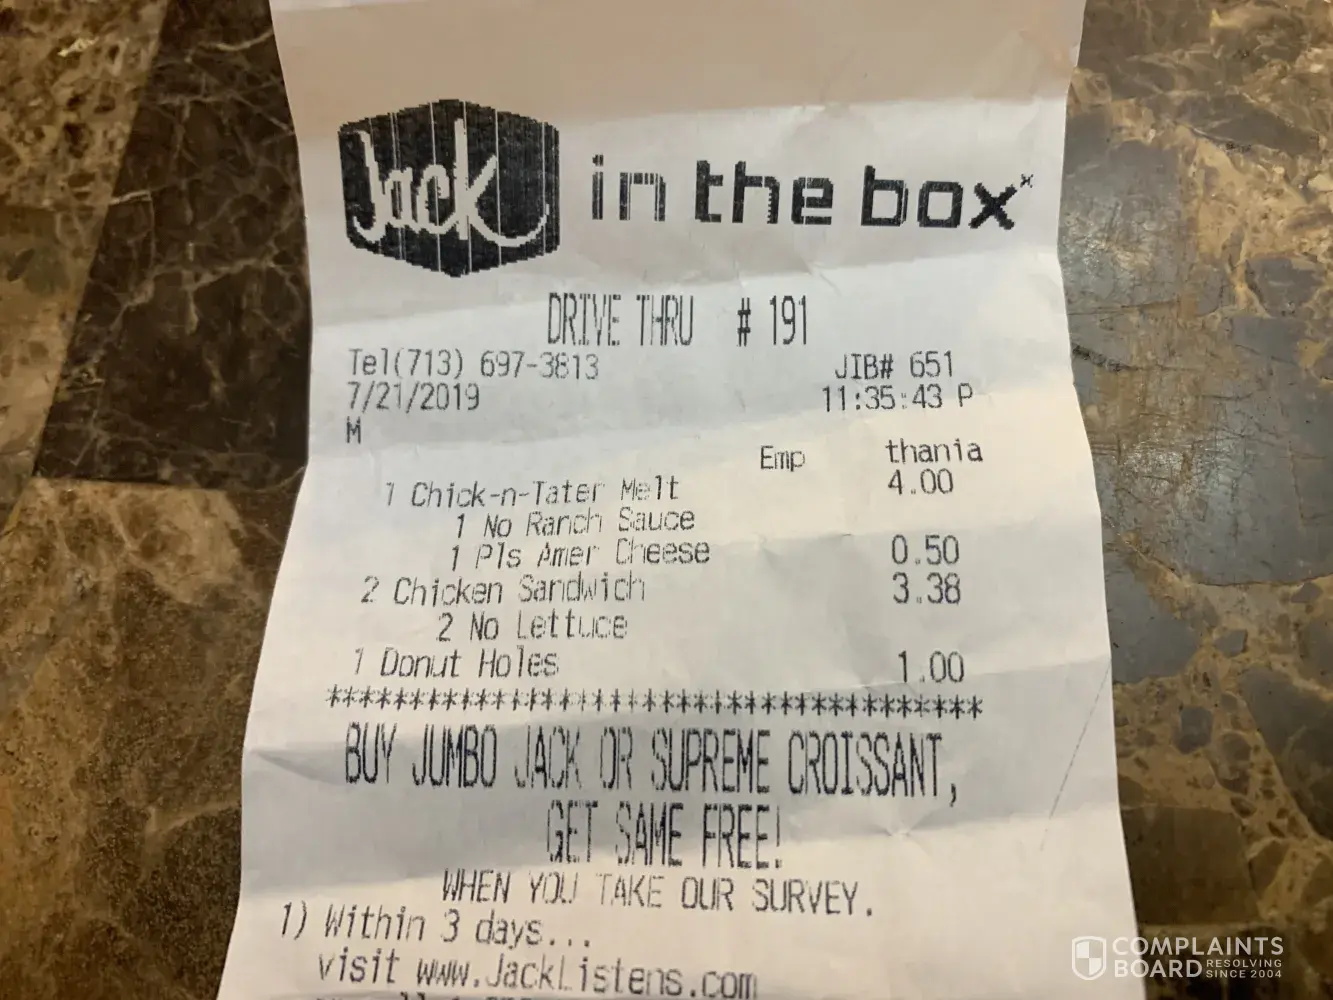 Jack in the box
DRIVE THRU # 191
Tel(713) 697-3813 JIB# 651
7/21/2019 11:35:43 P
M
Emp thania
1 Chick-n-Tater Melt 4.00
1 No Ranch Sauce
1 Pls Amer Cheese 0.50
2 Chicken Sandwich 3.38
2 No Lettuce
1 Donut Holes 1.00
****************************************
BUY JUMBO JACK OR SUPREME CROISSANT,
GET SAME FREE!
WHEN YOU TAKE OUR SURVEY.
1) Within 3 days...
visit www.JackListens.com
COMPLAINTS
BOARD RESOLVING
SINCE 2004